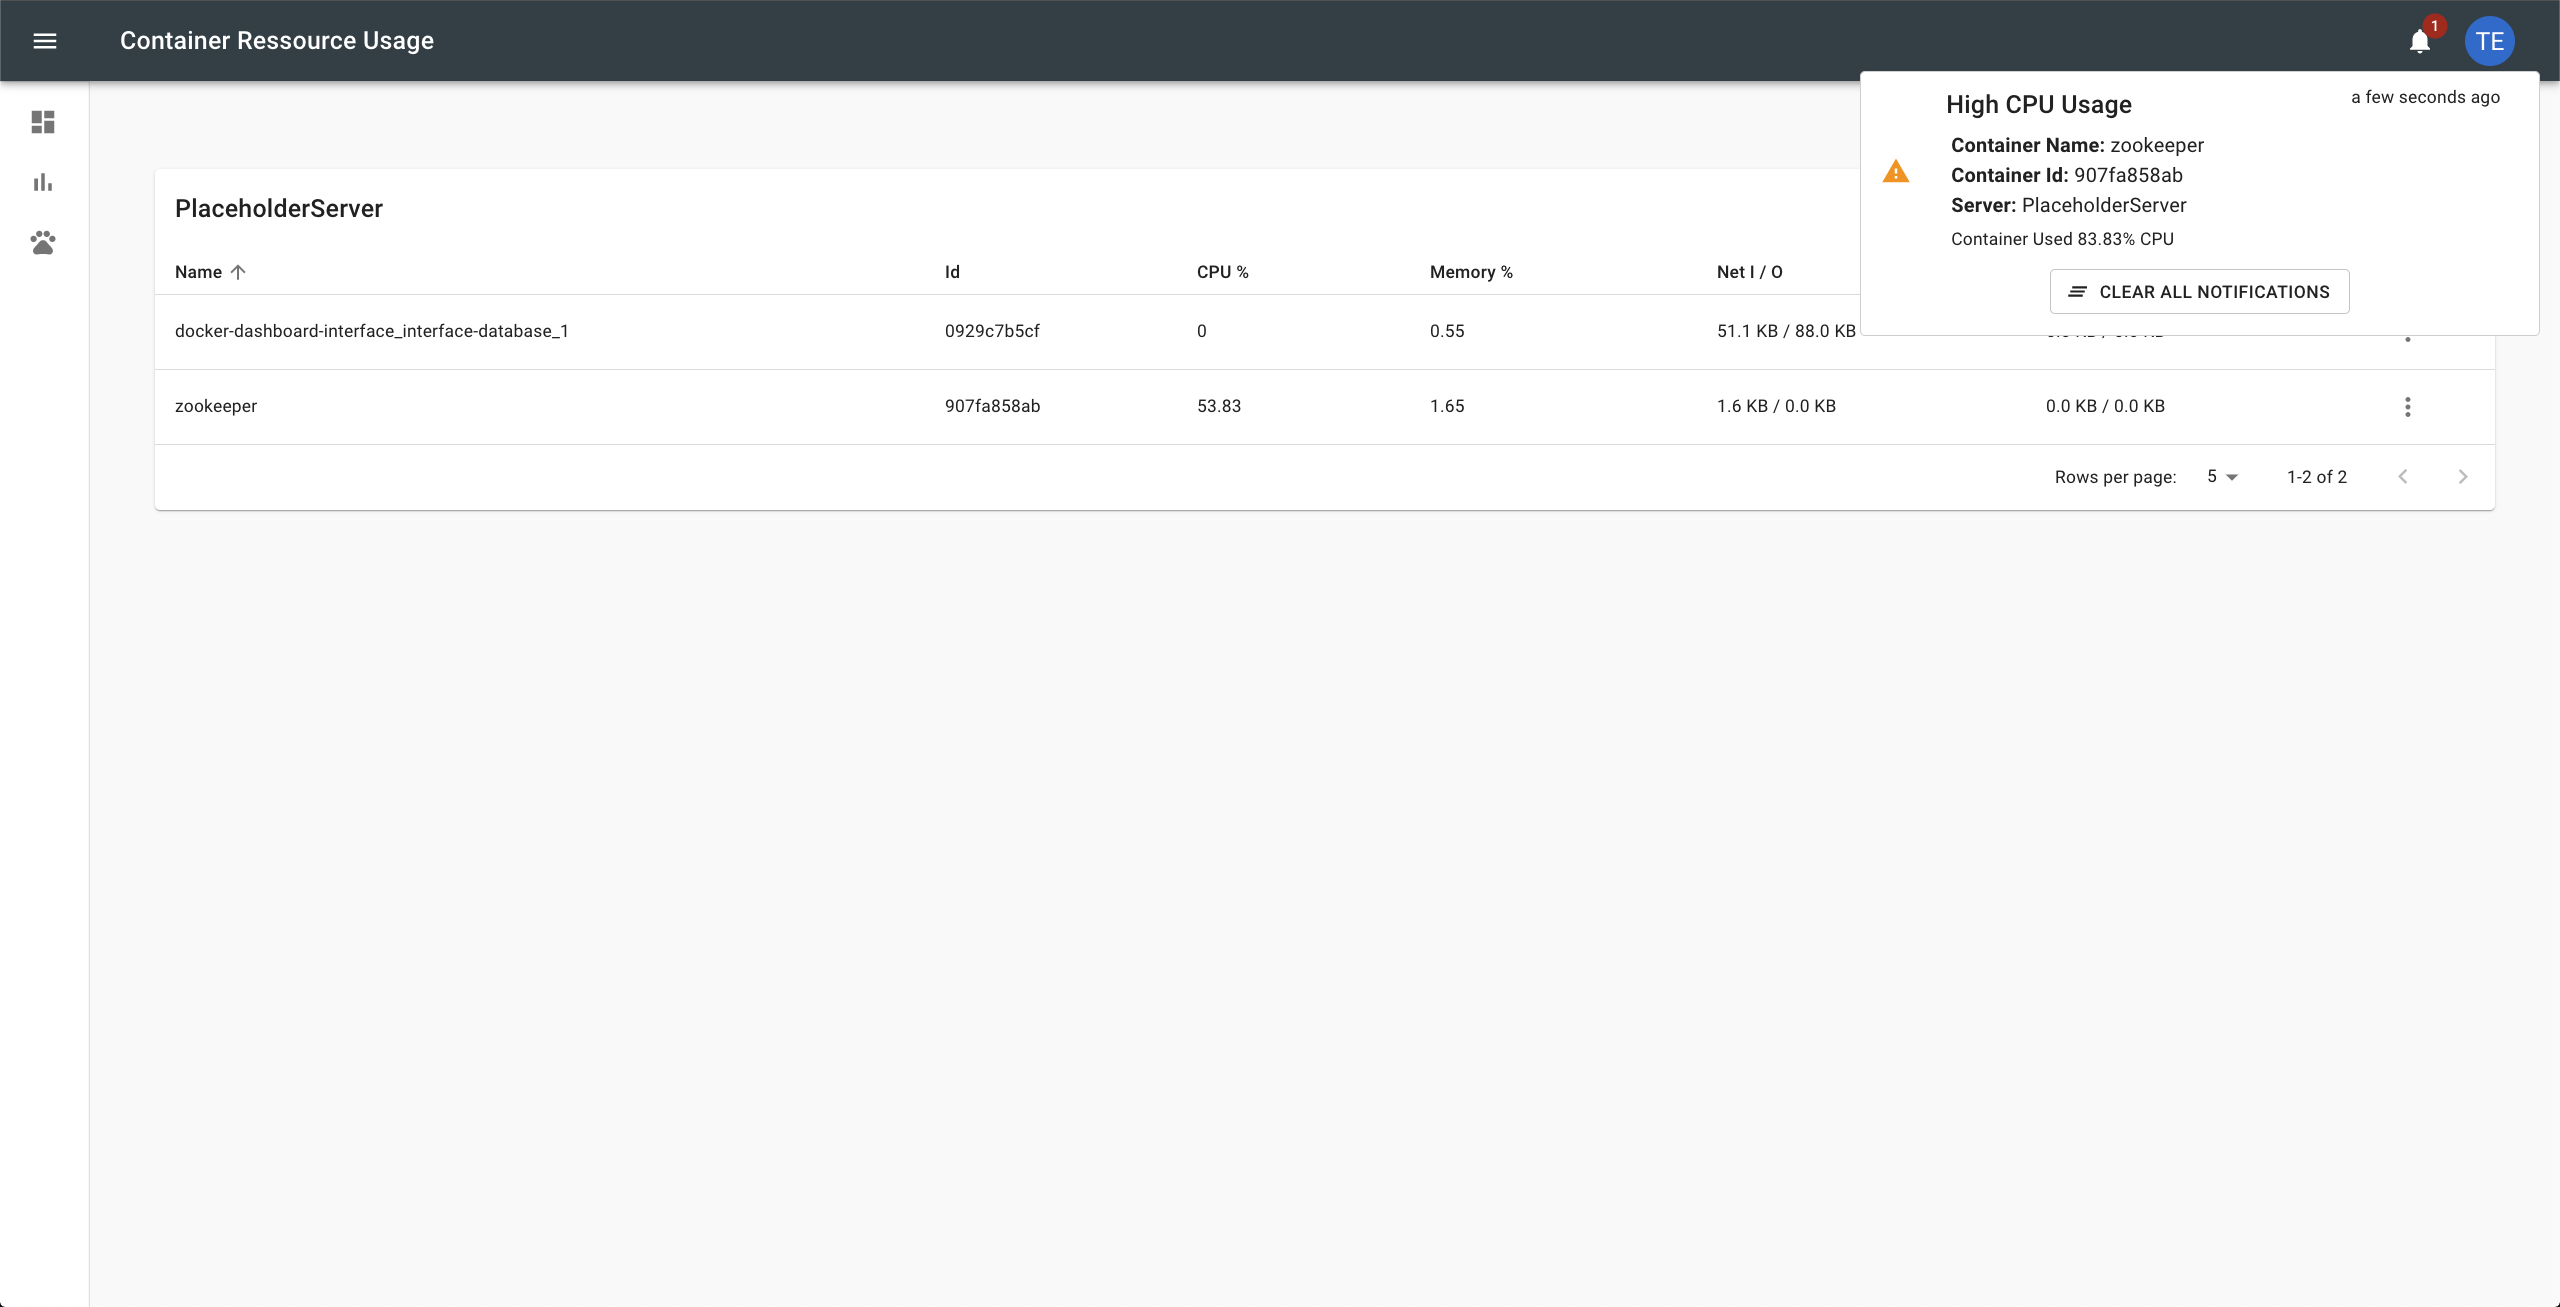 Container Ressource Usage
1
TE
High CPU Usage
a few seconds ago
Container Name: zookeeper
Container Id: 907fa858ab
Server: PlaceholderServer
Container Used 83.83% CPU
CLEAR ALL NOTIFICATIONS
PlaceholderServer
Name Id CPU % Memory % Net I / O
docker-dashboard-interface_interface-database_1 0929c7b5cf 0 0.55 51.1 KB / 88.0 KB
zookeeper 907fa858ab 53.83 1.65 1.6 KB / 0.0 KB 0.0 KB / 0.0 KB
Rows per page: 5 1-2 of 2